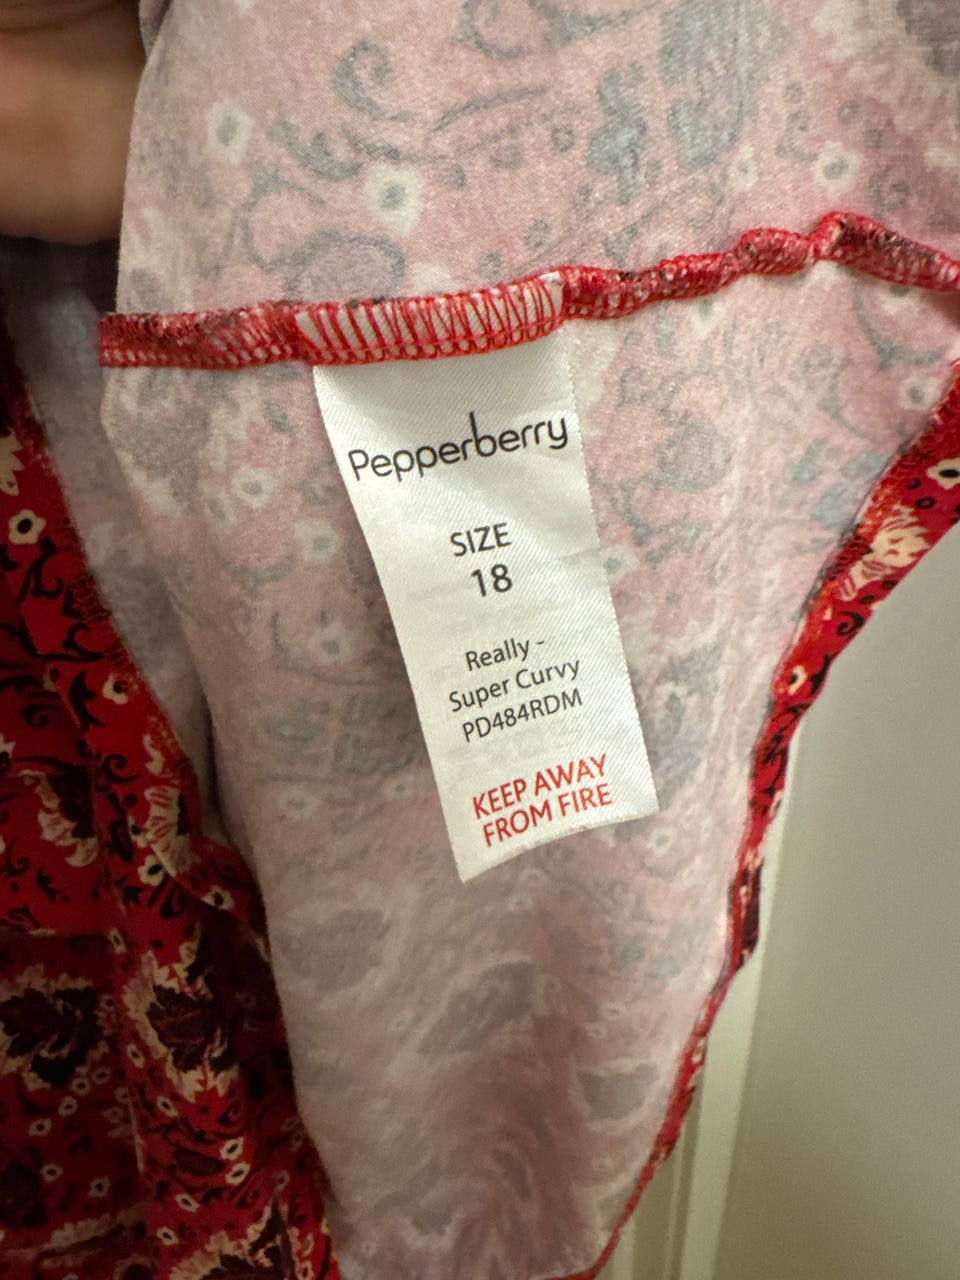 Pepperberry
SIZE
18
Really -
Super Curvy
PD484RDM
KEEP AWAY
FROM FIRE